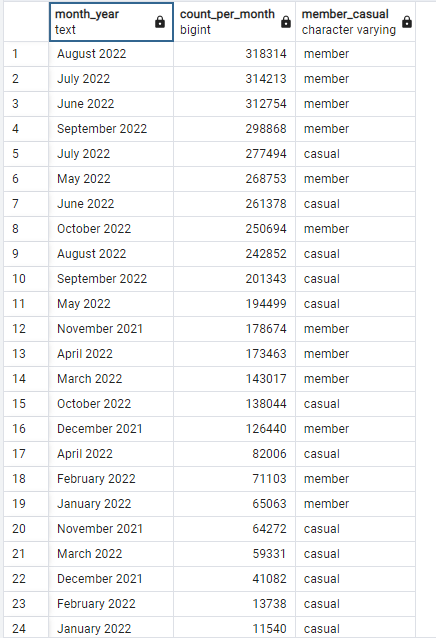 month_year count_per_month member_casual
text bigint character varying
1 August 2022 318314 member
2 July 2022 314213 member
3 June 2022 312754 member
4 September 2022 298868 member
5 July 2022 277494 casual
6 May 2022 268753 member
7 June 2022 261378 casual
8 October 2022 250694 member
9 August 2022 242852 casual
10 September 2022 201343 casual
11 May 2022 194499 casual
12 November 2021 178674 member
13 April 2022 173463 member
14 March 2022 143017 member
15 October 2022 138044 casual
16 December 2021 126440 member
17 April 2022 82006 casual
18 February 2022 71103 member
19 January 2022 65063 member
20 November 2021 64272 casual
21 March 2022 59331 casual
22 December 2021 41082 casual
23 February 2022 13738 casual
24 January 2022 11540 casual